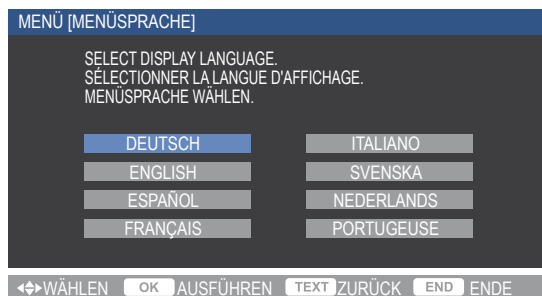 MENÜ [MENÜSPRACHE]
SELECT DISPLAY LANGUAGE.
SÉLECTIONNER LA LANGUE D'AFFICHAGE.
MENÜSPRACHE WÄHLEN.
DEUTSCH ITALIANO
ENGLISH SVENSKA
ESPAÑOL NEDERLANDS
FRANÇAIS PORTUGEUSE
WÄHLEN OK AUSFÜHREN TEXT ZURÜCK END ENDE